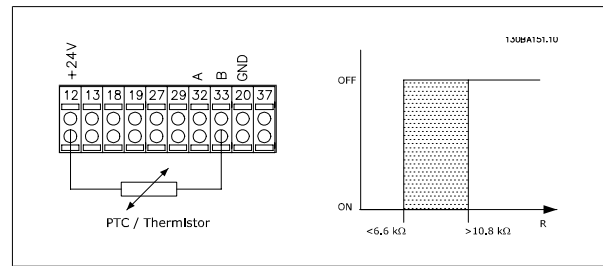 130BA151.10
+24V
A
B
GND
12 13 18 19 27 29 32 33 20 37
PTC / Thermistor
OFF
ON
<6.6 kΩ
>10.8 kΩ
R